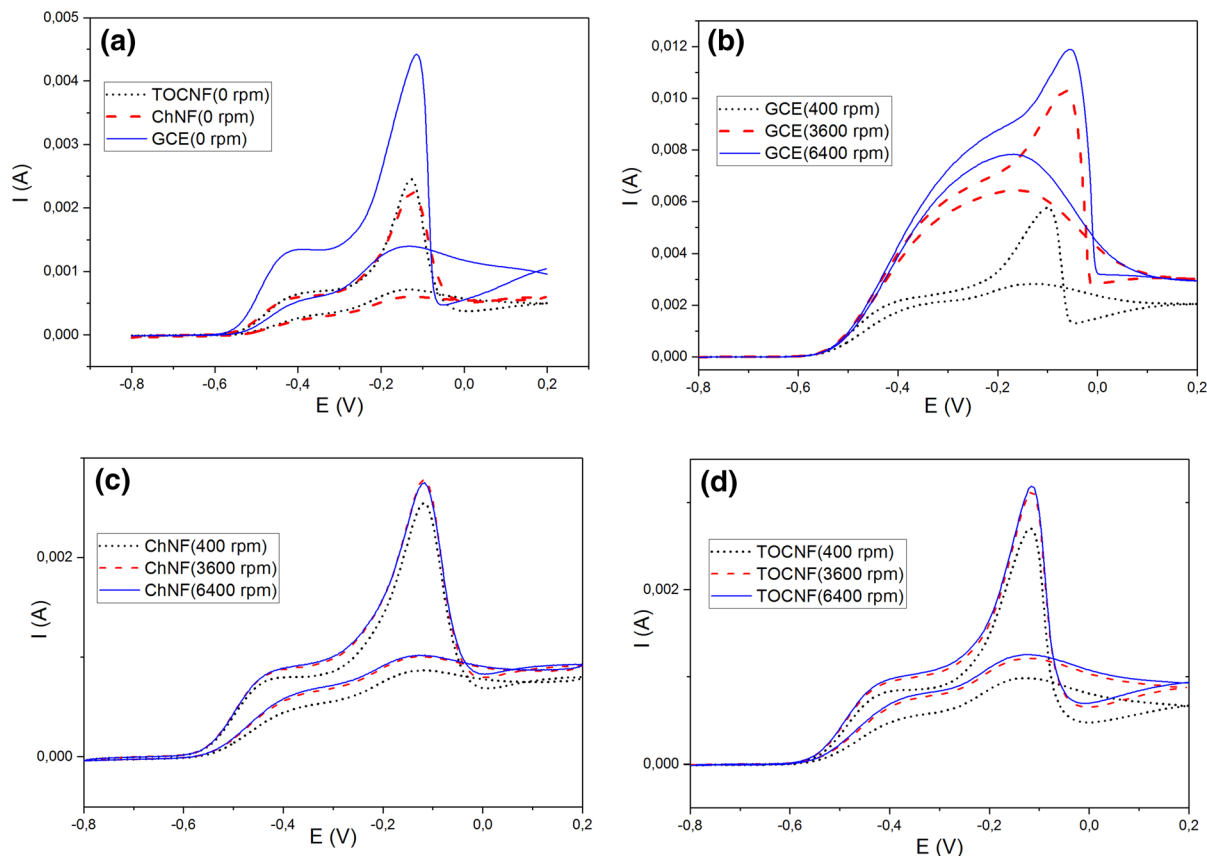 (a)
0,005
0,004
0,003
0,002
0,001
0,000
I (A)
TOCNF(0 rpm)
ChNF(0 rpm)
GCE(0 rpm)
-0,8
-0,6
-0,4
-0,2
0,0
0,2
E (V)
(b)
0,012
0,010
0,008
0,006
0,004
0,002
0,000
I (A)
GCE(400 rpm)
GCE(3600 rpm)
GCE(6400 rpm)
-0,8
-0,6
-0,4
-0,2
0,0
0,2
E (V)
(c)
0,002
0,000
I (A)
ChNF(400 rpm)
ChNF(3600 rpm)
ChNF(6400 rpm)
-0,8
-0,6
-0,4
-0,2
0,0
0,2
E (V)
(d)
0,002
0,000
I (A)
TOCNF(400 rpm)
TOCNF(3600 rpm)
TOCNF(6400 rpm)
-0,8
-0,6
-0,4
-0,2
0,0
0,2
E (V)